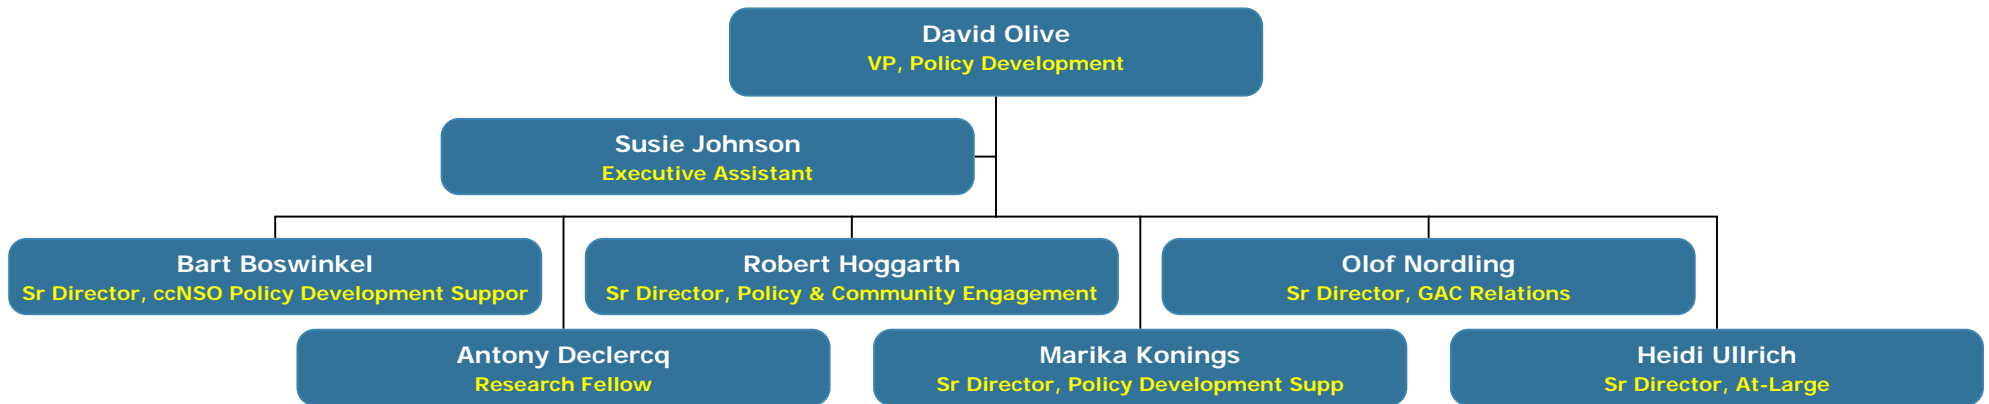 David Olive
VP, Policy Development
Susie Johnson
Executive Assistant
Bart Boswinkel
Sr Director, ccNSO Policy Development Suppor
Robert Hoggarth
Sr Director, Policy & Community Engagement
Olof Nordling
Sr Director, GAC Relations
Antony Declercq
Research Fellow
Marika Konings
Sr Director, Policy Development Supp
Heidi Ullrich
Sr Director, At-Large